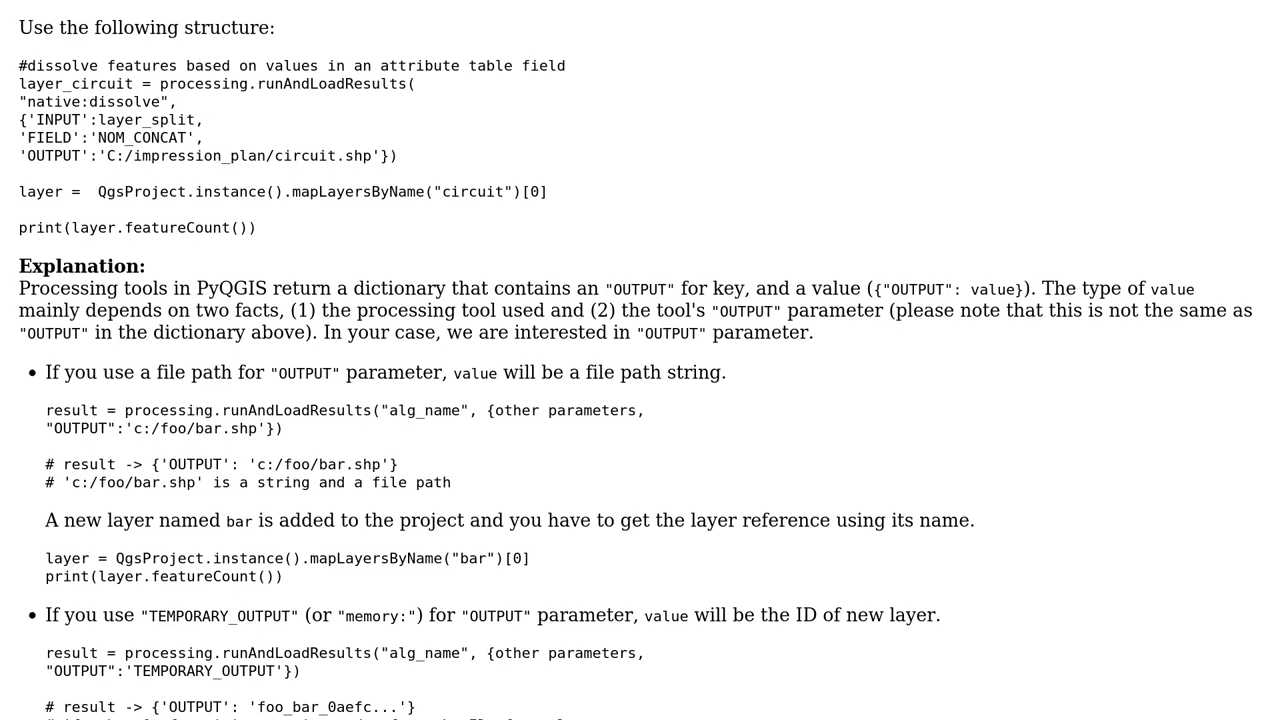 Use the following structure:
#dissolve features based on values in an attribute table field
layer_circuit = processing.runAndLoadResults(
"native:dissolve",
{'INPUT':layer_split,
'FIELD':'NOM_CONCAT',
'OUTPUT':'C:/impression_plan/circuit.shp'})
layer =  QgsProject.instance().mapLayersByName("circuit")[0]
print(layer.featureCount())
Explanation:
Processing tools in PyQGIS return a dictionary that contains an "OUTPUT" for key, and a value ({"OUTPUT": value}). The type of value
mainly depends on two facts, (1) the processing tool used and (2) the tool's "OUTPUT" parameter (please note that this is not the same as
"OUTPUT" in the dictionary above). In your case, we are interested in "OUTPUT" parameter.
• If you use a file path for "OUTPUT" parameter, value will be a file path string.
result = processing.runAndLoadResults("alg_name", {other parameters,
"OUTPUT":'c:/foo/bar.shp'})
# result -> {'OUTPUT': 'c:/foo/bar.shp'}
# 'c:/foo/bar.shp' is a string and a file path
A new layer named bar is added to the project and you have to get the layer reference using its name.
layer = QgsProject.instance().mapLayersByName("bar")[0]
print(layer.featureCount())
• If you use "TEMPORARY_OUTPUT" (or "memory:") for "OUTPUT" parameter, value will be the ID of new layer.
result = processing.runAndLoadResults("alg_name", {other parameters,
"OUTPUT":'TEMPORARY_OUTPUT'})
# result -> {'OUTPUT': 'foo_bar_0aefc...'}